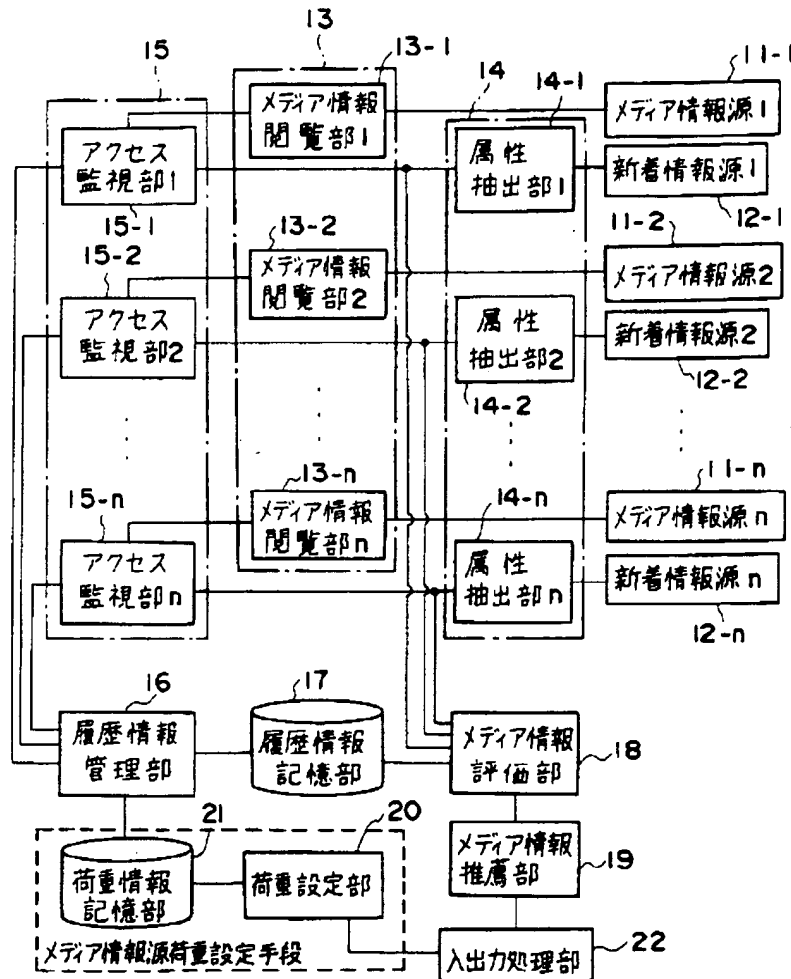 13
15
13-1
14
14-1
11-1
メディア情報
閲覧部1
メディア情報源1
アクセス
監視部1
属性
抽出部1
新着情報源1
15-1
12-1
15-2
13-2
11-2
メディア情報
閲覧部2
メディア情報源2
アクセス
監視部2
属性
抽出部2
新着情報源2
14-2
12-2
15-n
13-n
14-n
11-n
メディア情報
閲覧部n
メディア情報源n
アクセス
監視部n
属性
抽出部n
新着情報源n
12-n
16
17
履歴情報
管理部
履歴情報
記憶部
メディア情報
評価部
18
21
20
荷重情報
記憶部
荷重設定部
メディア情報
推薦部
19
メディア情報源荷重設定手段
入出力処理部
22